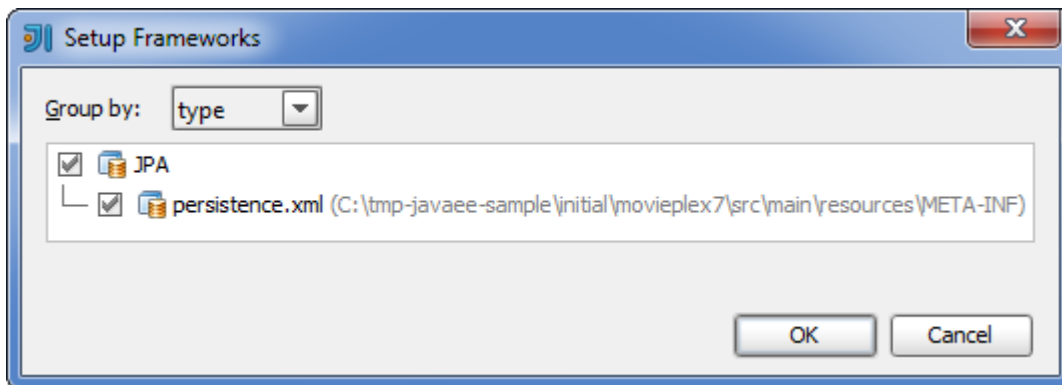 Setup Frameworks
Group by: type
JPA
persistence.xml (C:\tmp-javaee-sample\initial\movieplex7\src\main\resources\META-INF)
OK Cancel